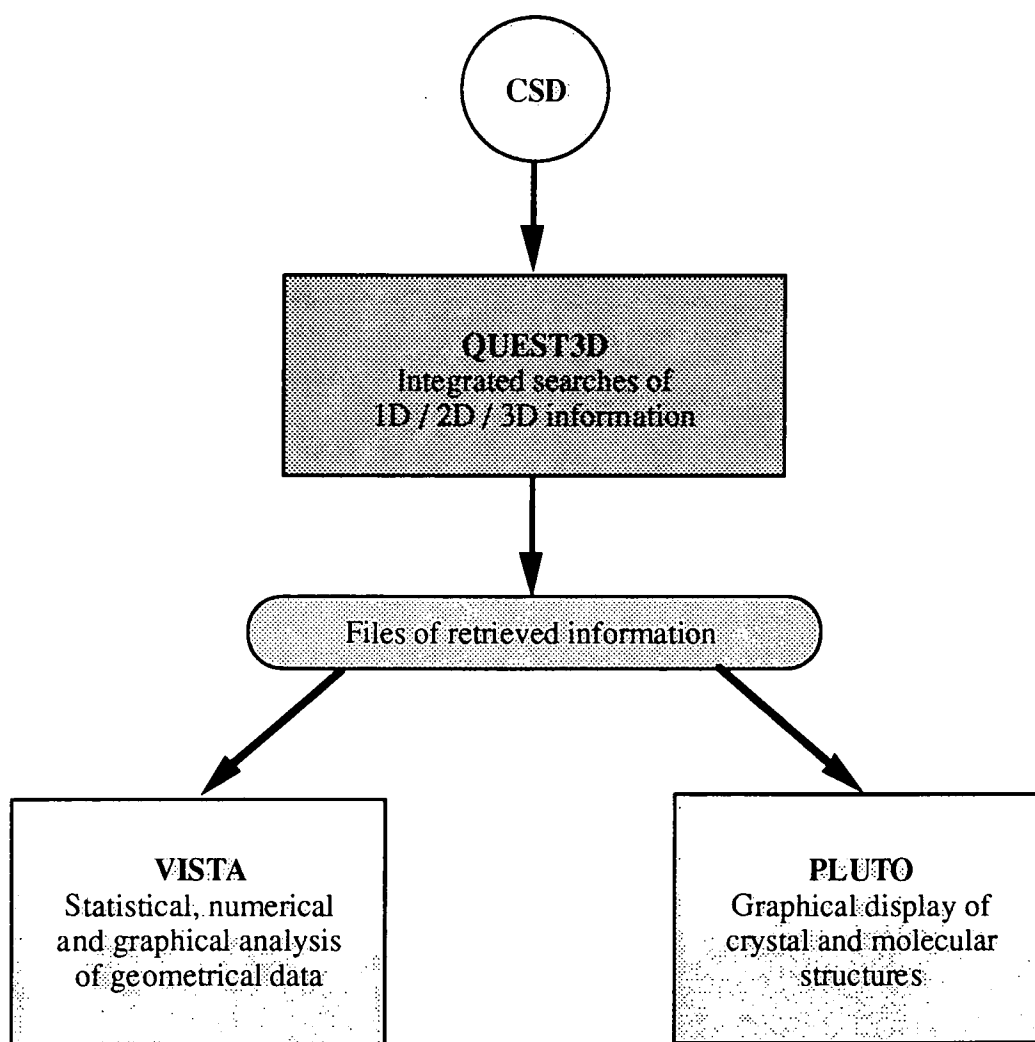 CSD
QUEST3D
Integrated searches of
1D / 2D / 3D information
Files of retrieved information
VISTA
Statistical, numerical
and graphical analysis
of geometrical data
PLUTO
Graphical display of
crystal and molecular
structures